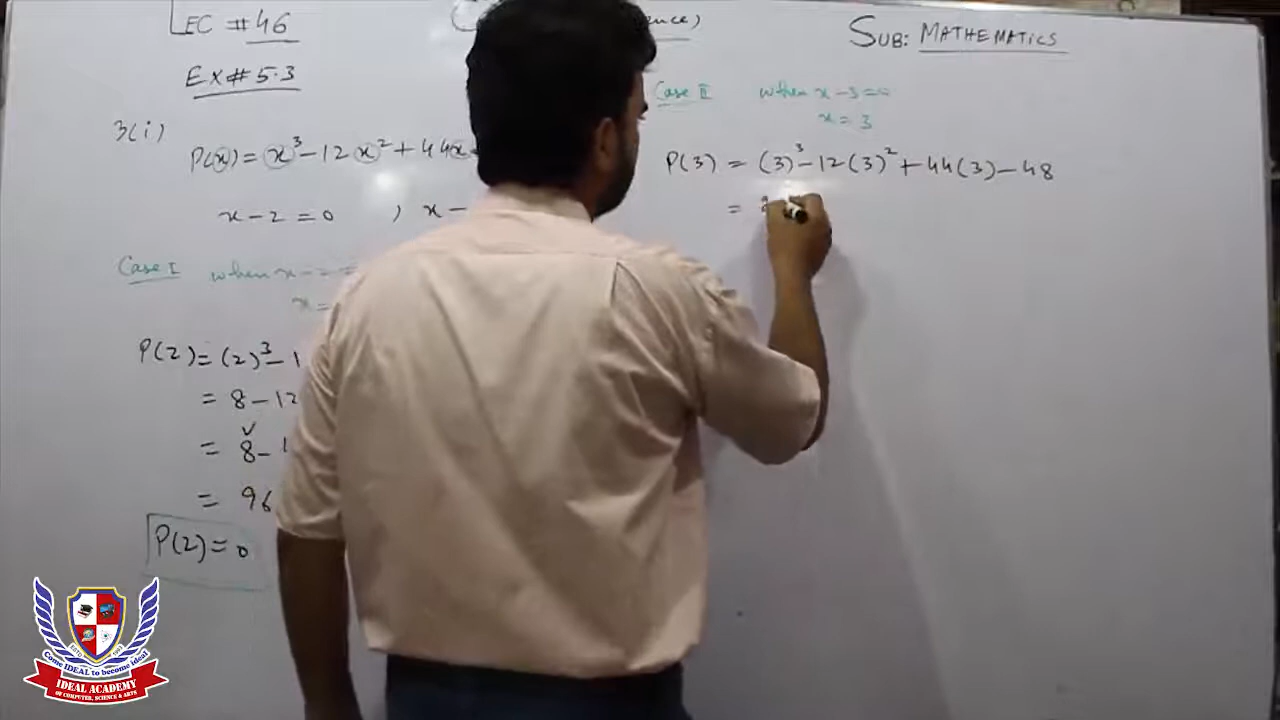 LEC # 46
EX # 5.3
3(i)
P(x) = x³ - 12x² + 44x
x - 2 = 0 , x -
Case I when x - 2 =
x =
P(2) = (2)³ - 1
= 8 - 12
= 8 - 1
= 96
P(2) = 0
SUB: MATHEMATICS
Case II when x - 3 = 0
x = 3
P(3) = (3)³ - 12(3)² + 44(3) - 48
=
Come IDEAL to become ideal
IDEAL ACADEMY
OF COMPUTER, SCIENCE & ARTS